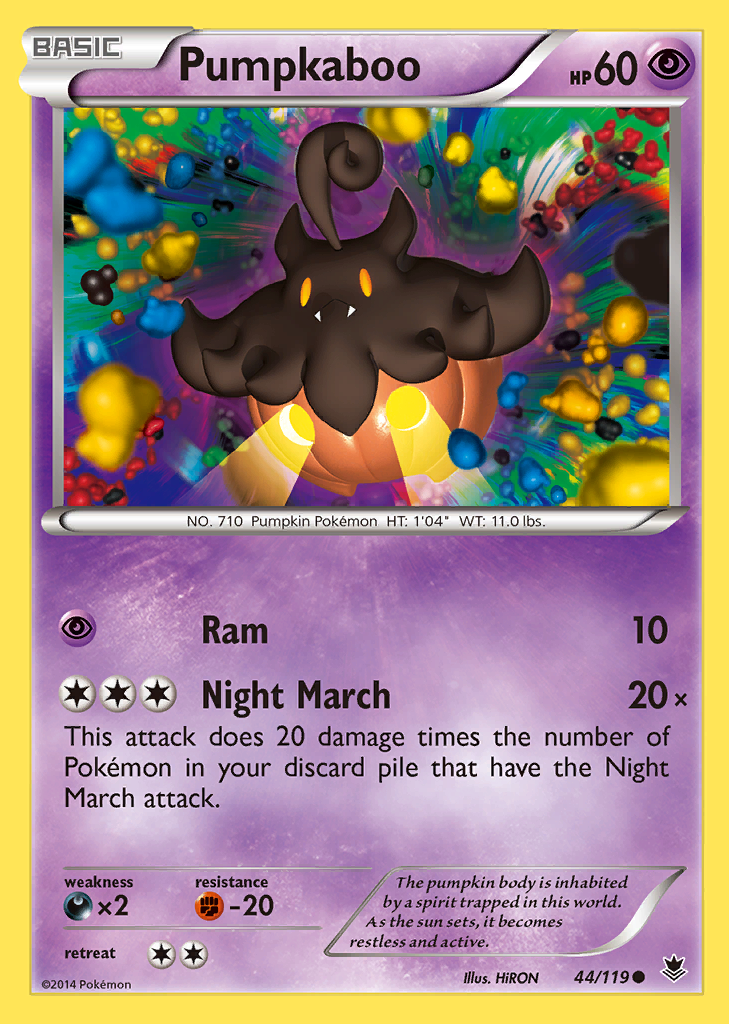 BASIC
Pumpkaboo
HP60
NO. 710 Pumpkin Pokémon HT: 1'04" WT: 11.0 lbs.
Ram 10
Night March 20×
This attack does 20 damage times the number of
Pokémon in your discard pile that have the Night
March attack.
weakness resistance
×2 -20
retreat
The pumpkin body is inhabited
by a spirit trapped in this world.
As the sun sets, it becomes
restless and active.
©2014 Pokémon
Illus. HiRON
44/119